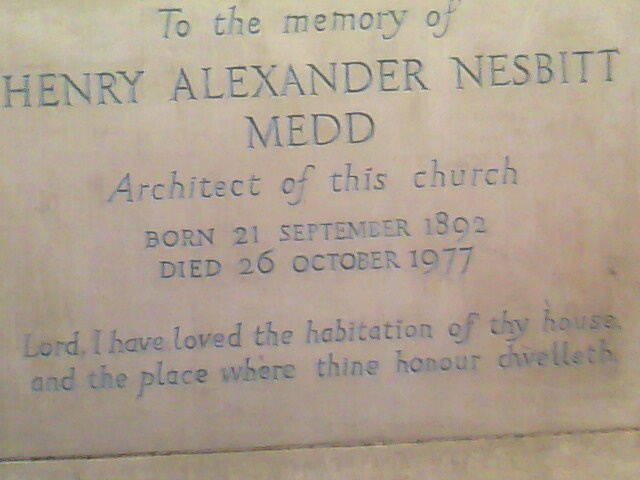 To the memory of
HENRY ALEXANDER NESBITT
MEDD
Architect of this church
BORN 21 SEPTEMBER 1892
DIED 26 OCTOBER 1977
Lord, I have loved the habitation of thy house,
and the place where thine honour dwelleth.